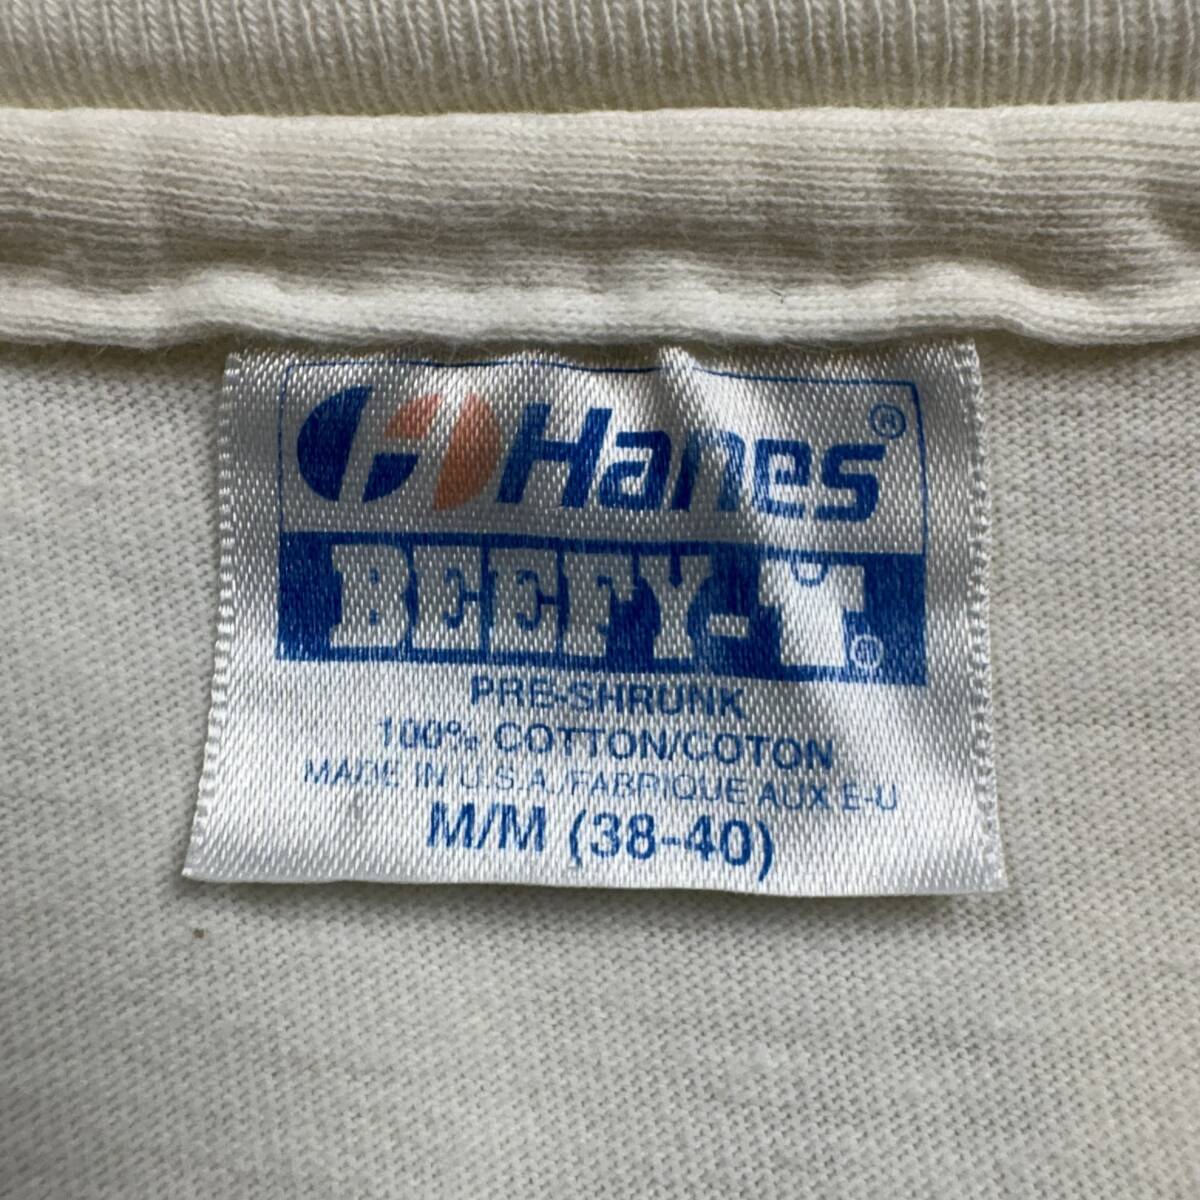 Hanes®
BEEFY-T®
PRE-SHRUNK
100% COTTON/COTON
MADE IN U.S.A./FABRIQUE AUX E-U
M/M (38-40)